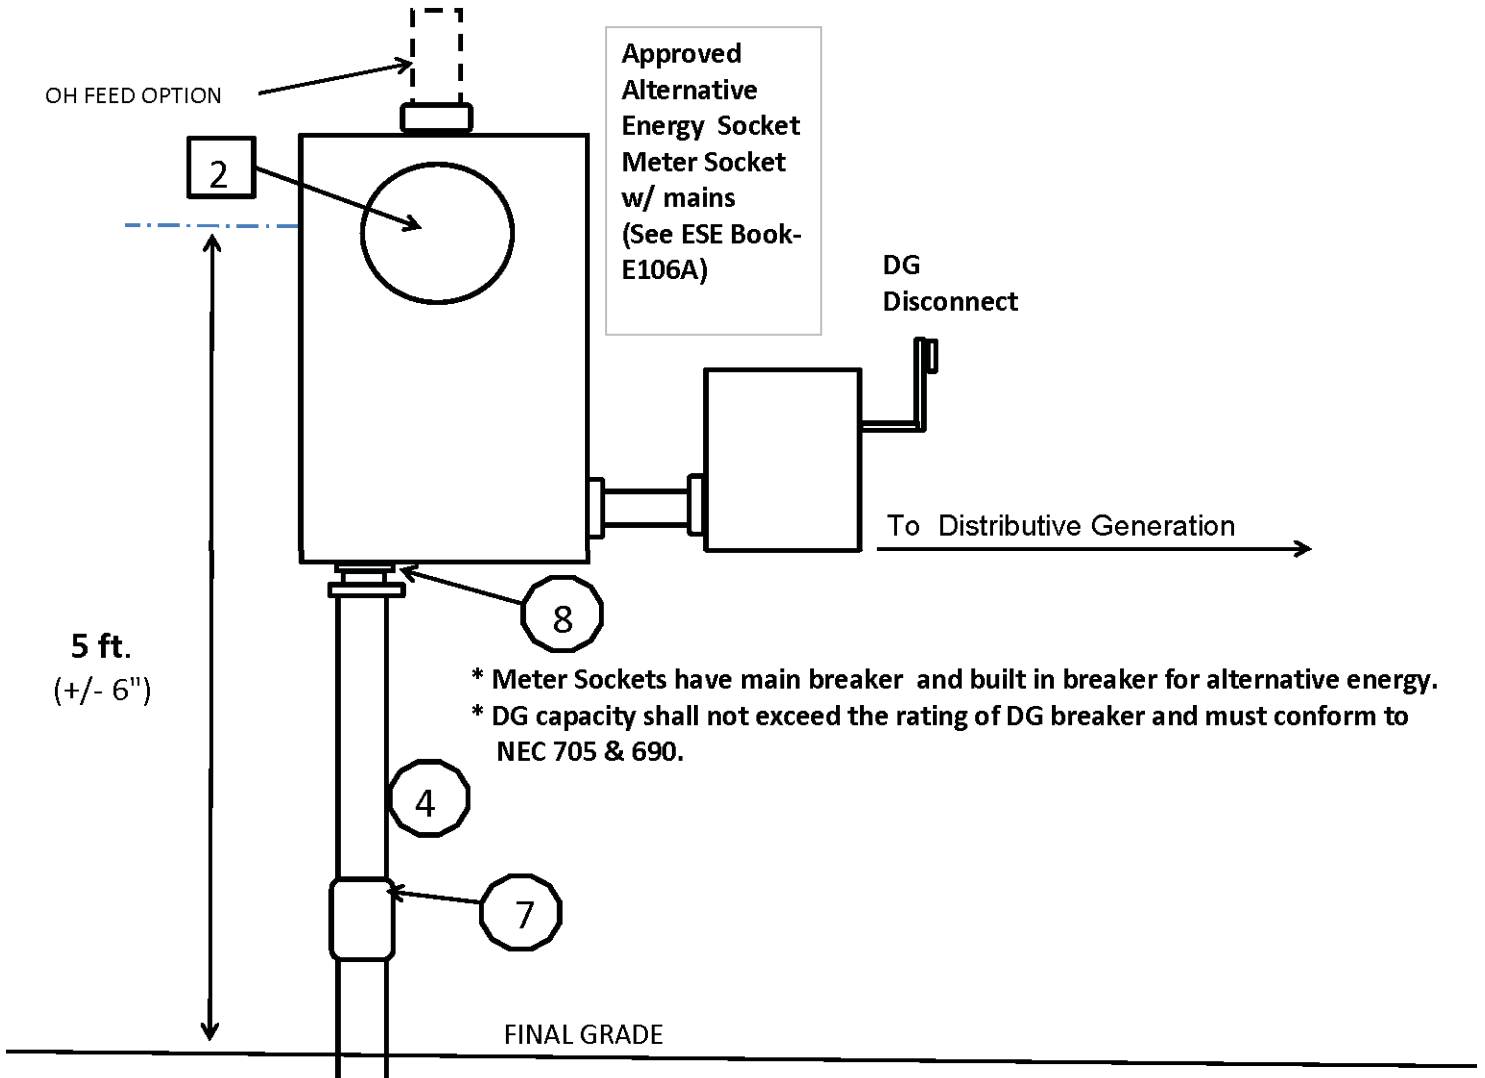 OH FEED OPTION
2
Approved
Alternative
Energy Socket
Meter Socket
w/ mains
(See ESE Book-
E106A)
DG
Disconnect
To Distributive Generation
8
5 ft.
(+/- 6")
* Meter Sockets have main breaker and built in breaker for alternative energy.
* DG capacity shall not exceed the rating of DG breaker and must conform to
NEC 705 & 690.
4
7
FINAL GRADE